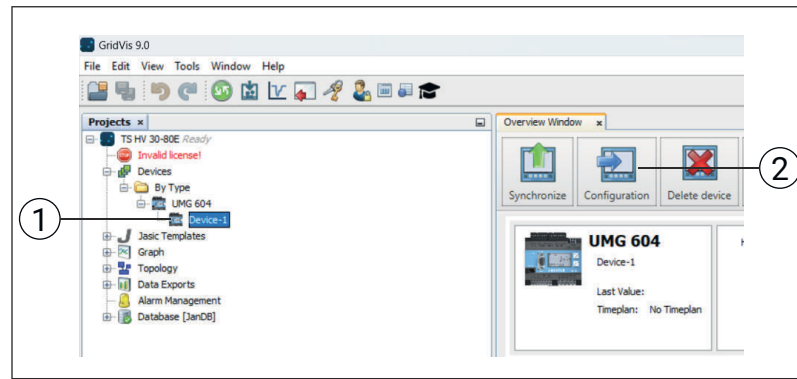 GridVis 9.0
File Edit View Tools Window Help
Projects x
TS HV 30-80E Ready
Invalid license!
Devices
By Type
UMG 604
Device-1
Jasic Templates
Graph
Topology
Data Exports
Alarm Management
Database [JanDB]
1
Overview Window x
Synchronize Configuration Delete device
2
UMG 604
Device-1
Last Value:
Timeplan: No Timeplan